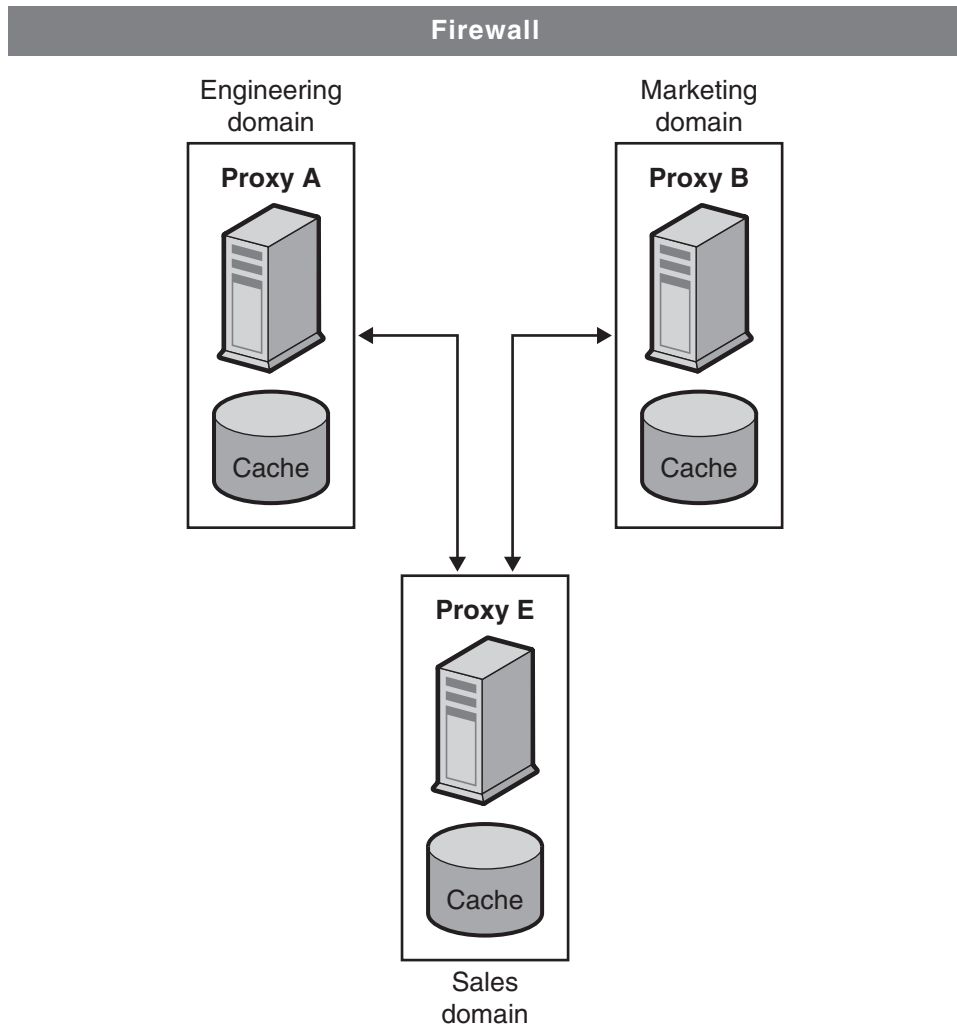 Firewall
Engineering
domain
Proxy A
Cache
Marketing
domain
Proxy B
Cache
Proxy E
Cache
Sales
domain